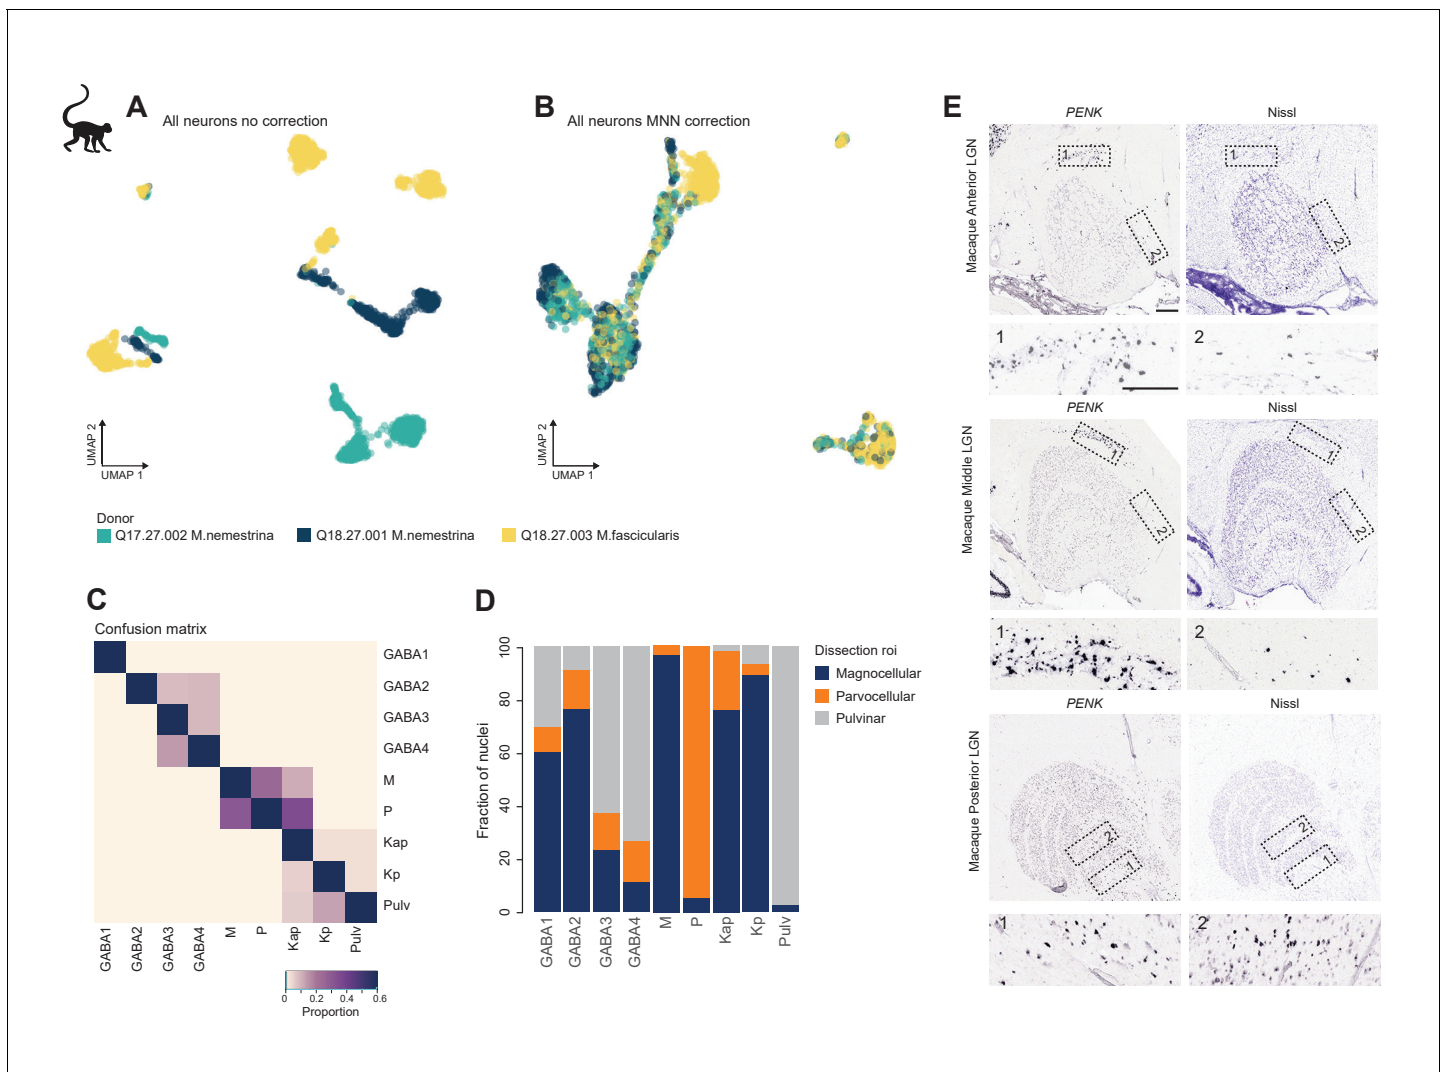 A
All neurons no correction
UMAP 2
UMAP 1
B
All neurons MNN correction
UMAP 2
UMAP 1
Donor
Q17.27.002 M.nemestrina
Q18.27.001 M.nemestrina
Q18.27.003 M.fascicularis
C
Confusion matrix
GABA1
GABA2
GABA3
GABA4
M
P
Kap
Kp
Pulv
GABA1
GABA2
GABA3
GABA4
M
P
Kap
Kp
Pulv
0
0.2
0.4
0.6
Proportion
D
Fraction of nuclei
100
80
60
40
20
0
GABA1
GABA2
GABA3
GABA4
M
P
Kap
Kp
Pulv
Dissection roi
Magnocellular
Parvocellular
Pulvinar
E
PENK
Nissl
Macaque Anterior LGN
1
2
1
2
1
2
PENK
Nissl
Macaque Middle LGN
1
2
1
2
1
2
PENK
Nissl
Macaque Posterior LGN
2
1
2
1
1
2